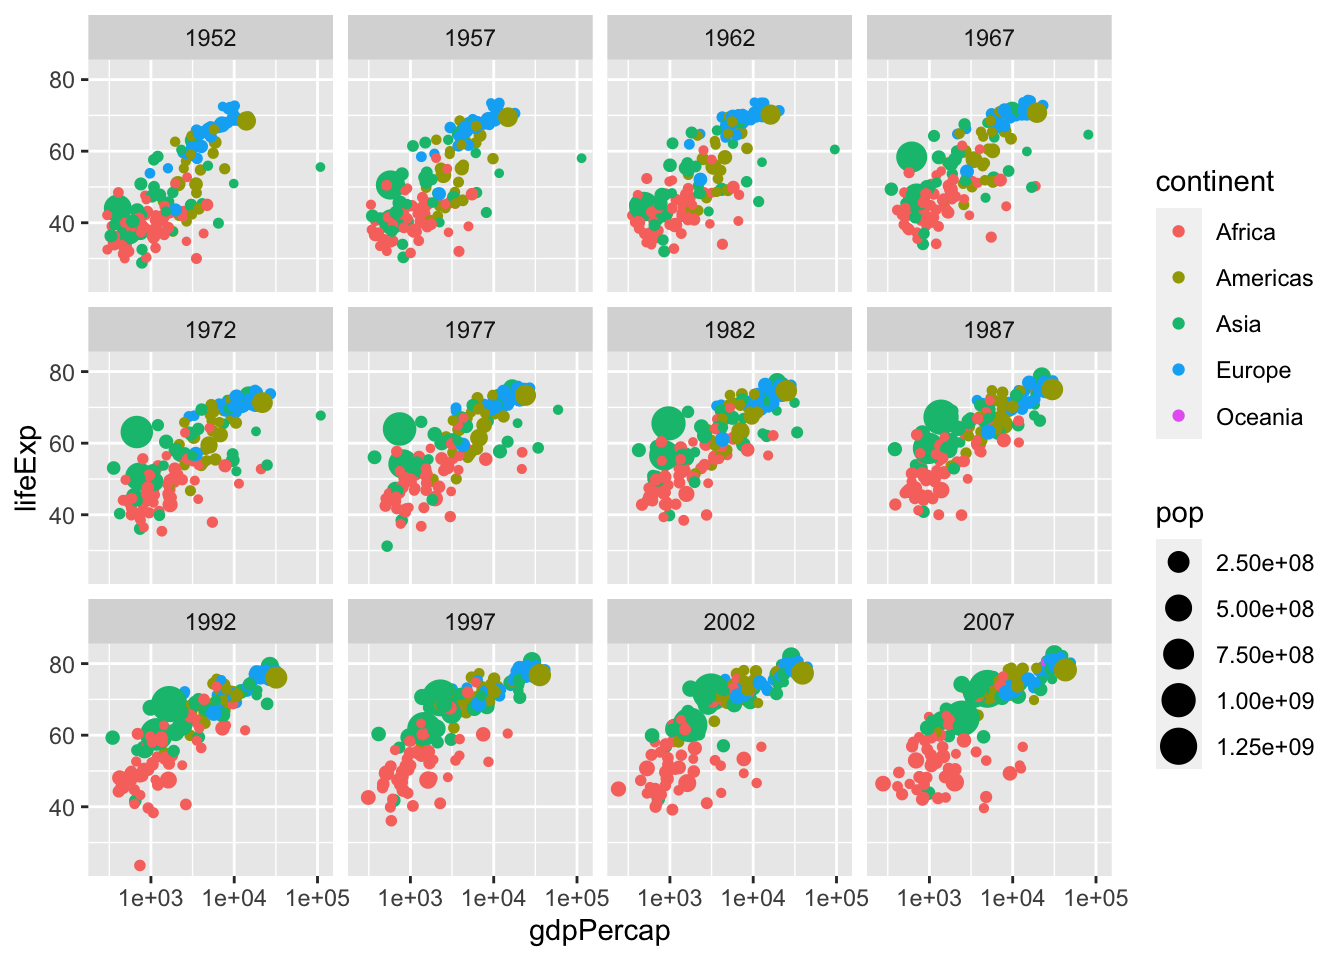 1952 1957 1962 1967
80
60
40
1972 1977 1982 1987
80
60
40
1992 1997 2002 2007
80
60
40
1e+03 1e+04 1e+05 1e+03 1e+04 1e+05 1e+03 1e+04 1e+05 1e+03 1e+04 1e+05
gdpPercap
lifeExp
continent
Africa
Americas
Asia
Europe
Oceania
pop
2.50e+08
5.00e+08
7.50e+08
1.00e+09
1.25e+09